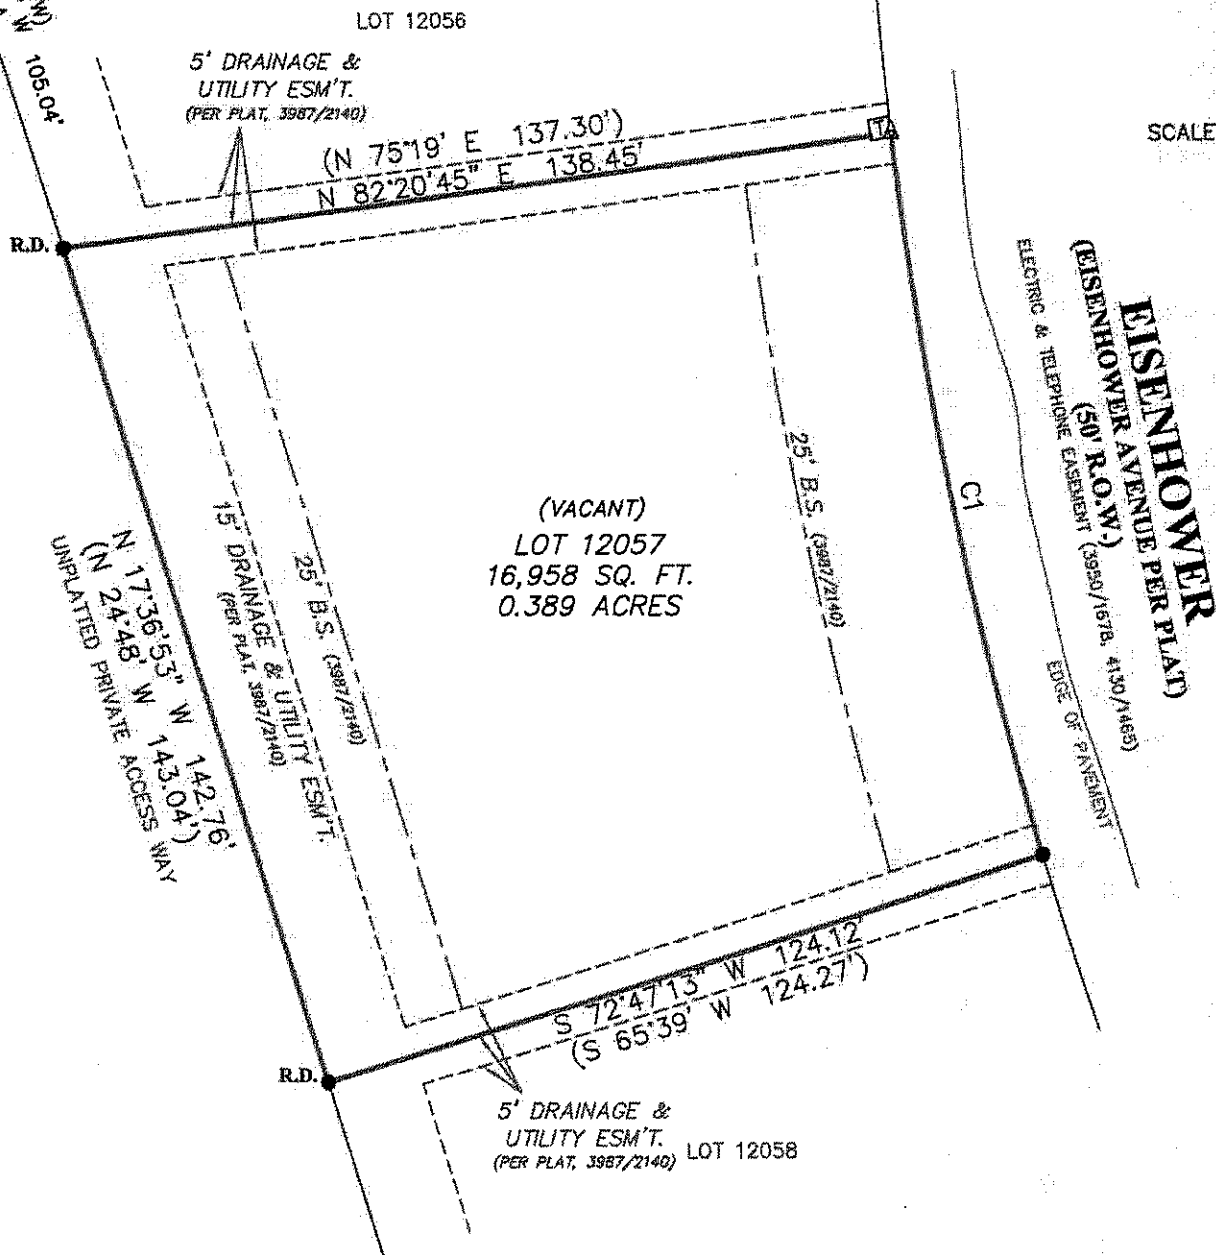 LOT 12056
W)
W 105.04'
5' DRAINAGE &
UTILITY ESM'T.
(PER PLAT, 3987/2140)
(N 75°19' E 137.30')
N 82°20'45" E 138.45'
T
SCALE
R.D.
EISENHOWER
(EISENHOWER AVENUE PER PLAT)
(50' R.O.W.)
ELECTRIC & TELEPHONE EASEMENT (3950/1678, 4130/1465)
EDGE OF PAVEMENT
C1
25' B.S. (3987/2140)
(VACANT)
LOT 12057
16,958 SQ. FT.
0.389 ACRES
25' B.S. (3987/2140)
15' DRAINAGE & UTILITY ESM'T.
(PER PLAT, 3987/2140)
N 17°36'53" W 142.76'
(N 24°48' W 143.04')
UNPLATTED PRIVATE ACCESS WAY
S 72°47'13" W 124.12'
(S 65°39' W 124.27')
R.D.
5' DRAINAGE &
UTILITY ESM'T.
(PER PLAT, 3987/2140)
LOT 12058